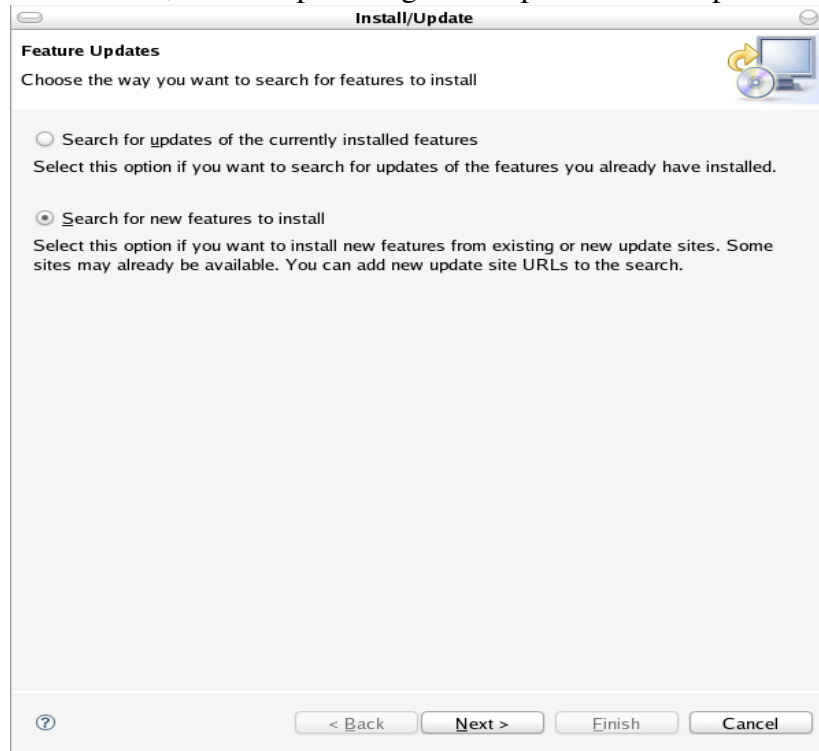 Install/Update
Feature Updates
Choose the way you want to search for features to install
Search for updates of the currently installed features
Select this option if you want to search for updates of the features you already have installed.
Search for new features to install
Select this option if you want to install new features from existing or new update sites. Some
sites may already be available. You can add new update site URLs to the search.
? < Back Next > Finish Cancel